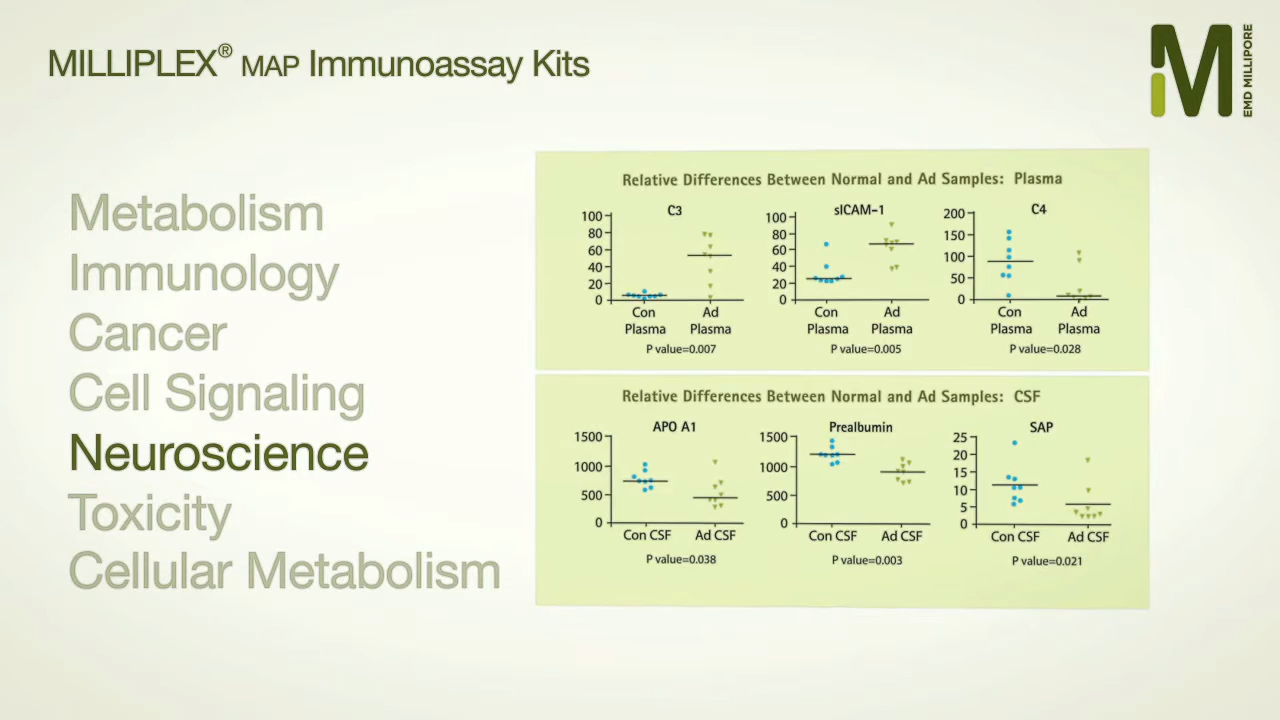 MILLIPLEX® MAP Immunoassay Kits
M
EMD MILLIPORE
Metabolism
Immunology
Cancer
Cell Signaling
Neuroscience
Toxicity
Cellular Metabolism
Relative Differences Between Normal and Ad Samples: Plasma
C3
100
80
60
40
20
0
Con Plasma
Ad Plasma
P value=0.007
sICAM-1
100
80
60
40
20
0
Con Plasma
Ad Plasma
P value=0.005
C4
200
150
100
50
0
Con Plasma
Ad Plasma
P value=0.028
Relative Differences Between Normal and Ad Samples: CSF
APO A1
1500
1000
500
0
Con CSF
Ad CSF
P value=0.038
Prealbumin
1500
1000
500
0
Con CSF
Ad CSF
P value=0.003
SAP
25
20
15
10
5
0
Con CSF
Ad CSF
P value=0.021